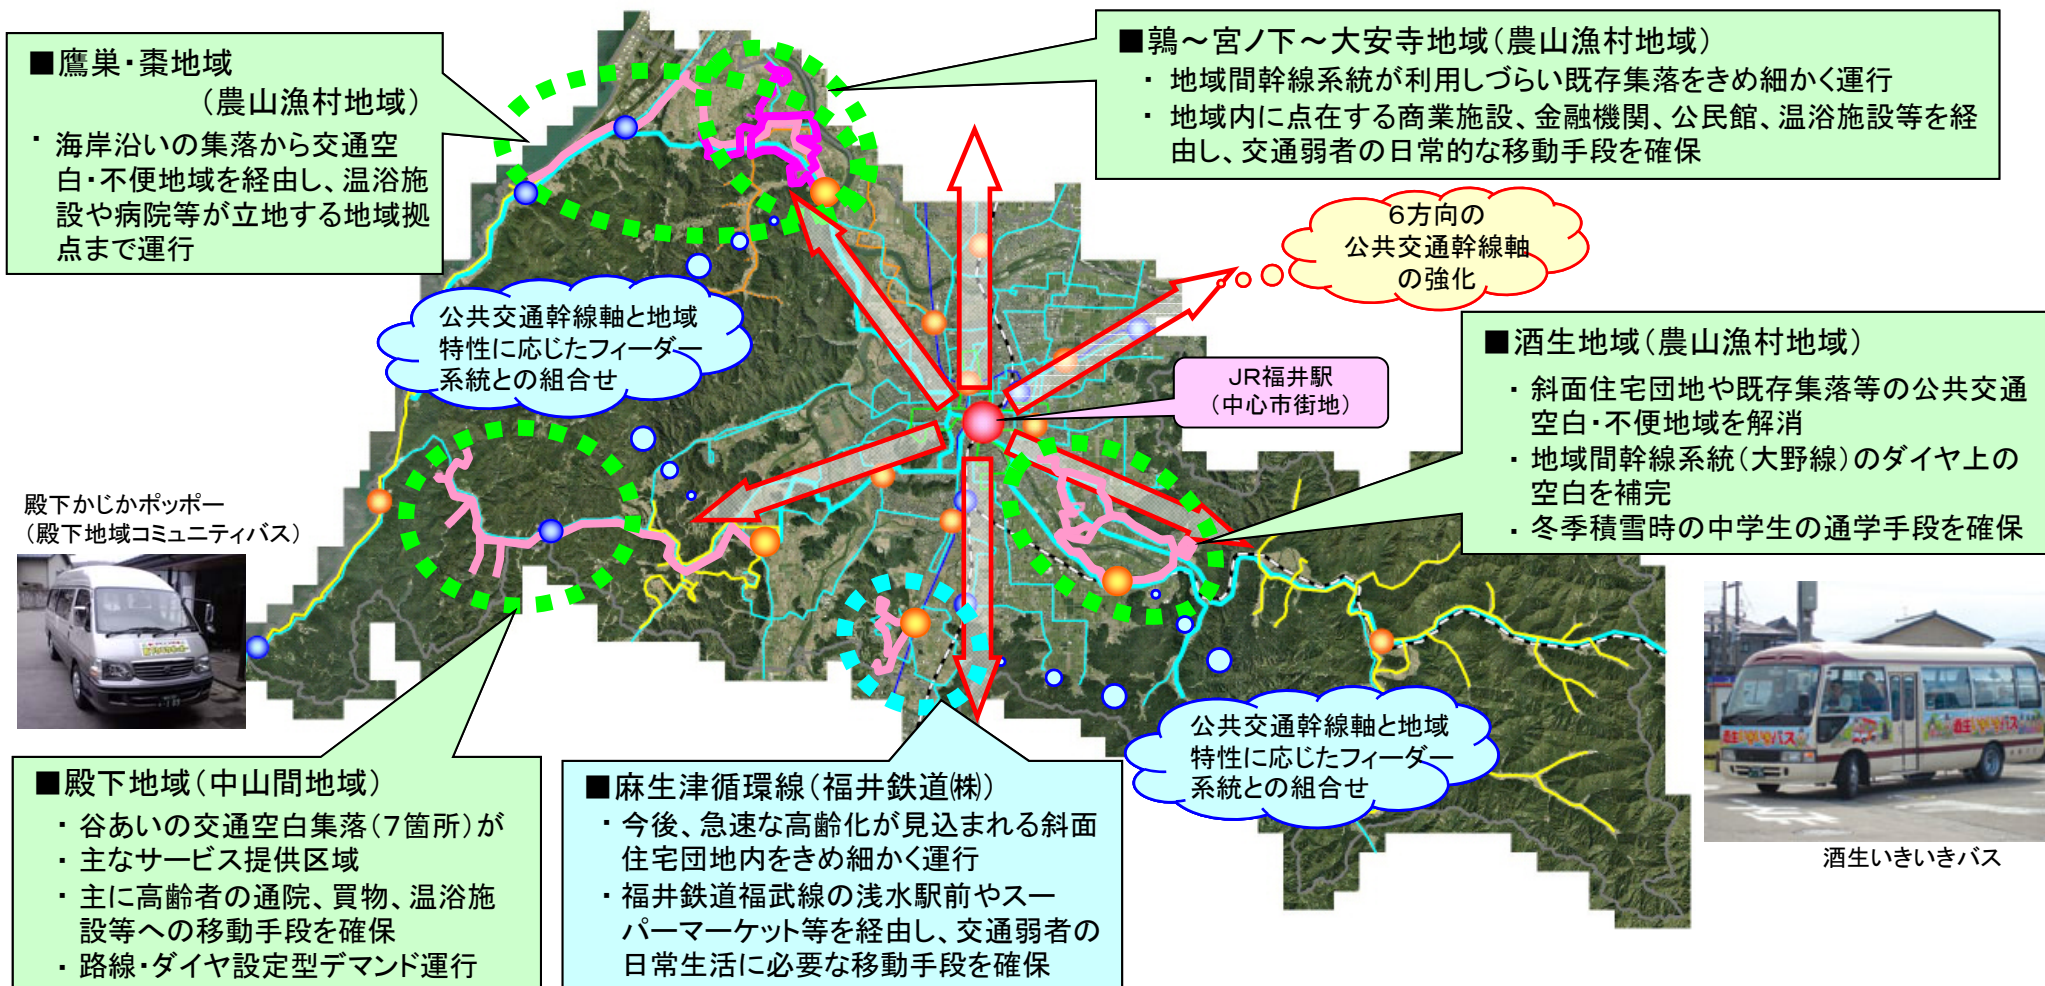 ■鷹巣・棗地域
（農山漁村地域）
・ 海岸沿いの集落から交通空
白・不便地域を経由し、温浴施
設や病院等が立地する地域拠
点まで運行
■鶉～宮ノ下～大安寺地域（農山漁村地域）
・ 地域間幹線系統が利用しづらい既存集落をきめ細かく運行
・ 地域内に点在する商業施設、金融機関、公民館、温浴施設等を経
由し、交通弱者の日常的な移動手段を確保
６方向の
公共交通幹線軸
の強化
公共交通幹線軸と地域
特性に応じたフィーダー
系統との組合せ
ＪＲ福井駅
（中心市街地）
■酒生地域（農山漁村地域）
・ 斜面住宅団地や既存集落等の公共交通
空白・不便地域を解消
・ 地域間幹線系統（大野線）のダイヤ上の
空白を補完
・ 冬季積雪時の中学生の通学手段を確保
殿下かじかポッポー
（殿下地域コミュニティバス）
■殿下地域（中山間地域）
・ 谷あいの交通空白集落（７箇所）が
・ 主なサービス提供区域
・ 主に高齢者の通院、買物、温浴施
設等への移動手段を確保
・ 路線・ダイヤ設定型デマンド運行
■麻生津循環線（福井鉄道㈱）
・ 今後、急速な高齢化が見込まれる斜面
住宅団地内をきめ細かく運行
・ 福井鉄道福武線の浅水駅前やスー
パーマーケット等を経由し、交通弱者の
日常生活に必要な移動手段を確保
公共交通幹線軸と地域
特性に応じたフィーダー
系統との組合せ
酒生いきいきバス
酒生いきいきバス